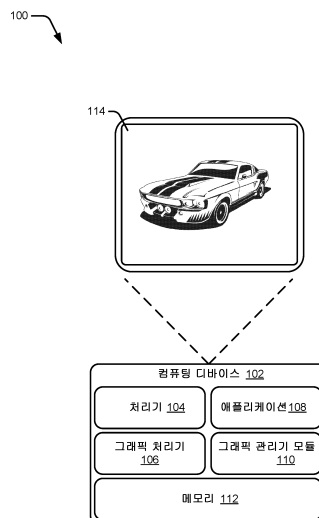 100
114
컴퓨팅 디바이스 102
처리기 104
애플리케이션108
그래픽 처리기
106
그래픽 관리기 모듈
110
메모리 112